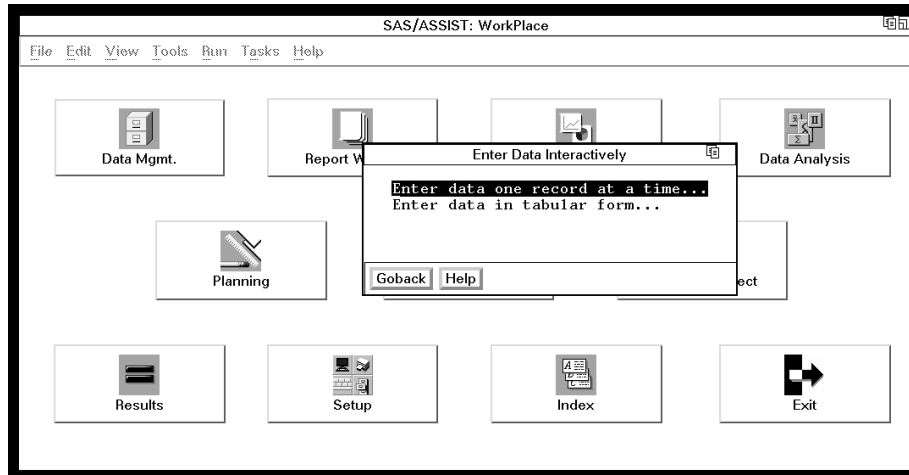 SAS/ASSIST: WorkPlace
File Edit View Tools Run Tasks Help
Data Mgmt.
Report W
Data Analysis
Enter Data Interactively
Enter data one record at a time...
Enter data in tabular form...
Goback Help
Planning
ect
Results
Setup
Index
Exit